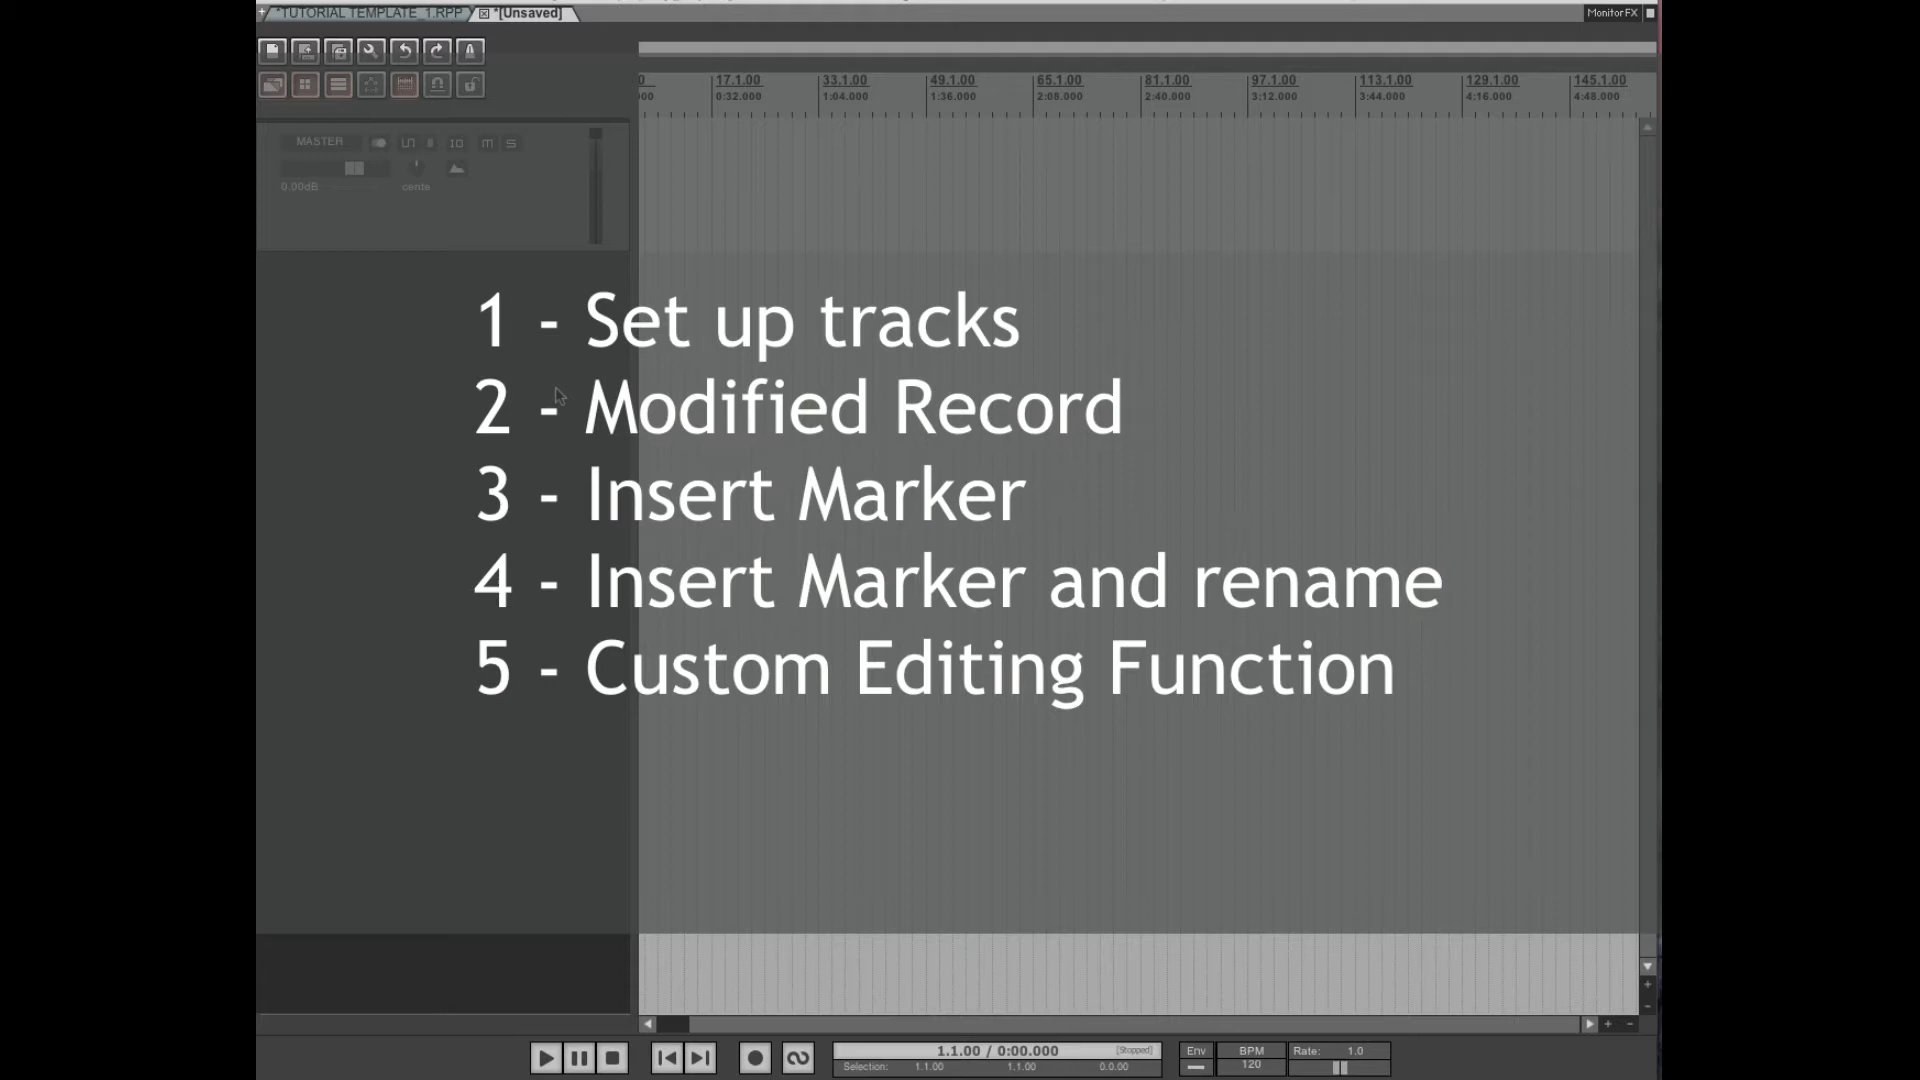 *TUTORIAL TEMPLATE_1.RPP
*[Unsaved]
MonitorFX
17.1.00 33.1.00 49.1.00 65.1.00 81.1.00 97.1.00 113.1.00 129.1.00 145.1.00
0:32.000 1:04.000 1:36.000 2:08.000 2:40.000 3:12.000 3:44.000 4:16.000 4:48.000
MASTER
m S
0.00dB
cente
1 - Set up tracks
2 - Modified Record
3 - Insert Marker
4 - Insert Marker and rename
5 - Custom Editing Function
1.1.00 / 0:00.000 [Stopped]
Selection: 1.1.00 1.1.00 0.0.00
Env
BPM
120
Rate: 1.0